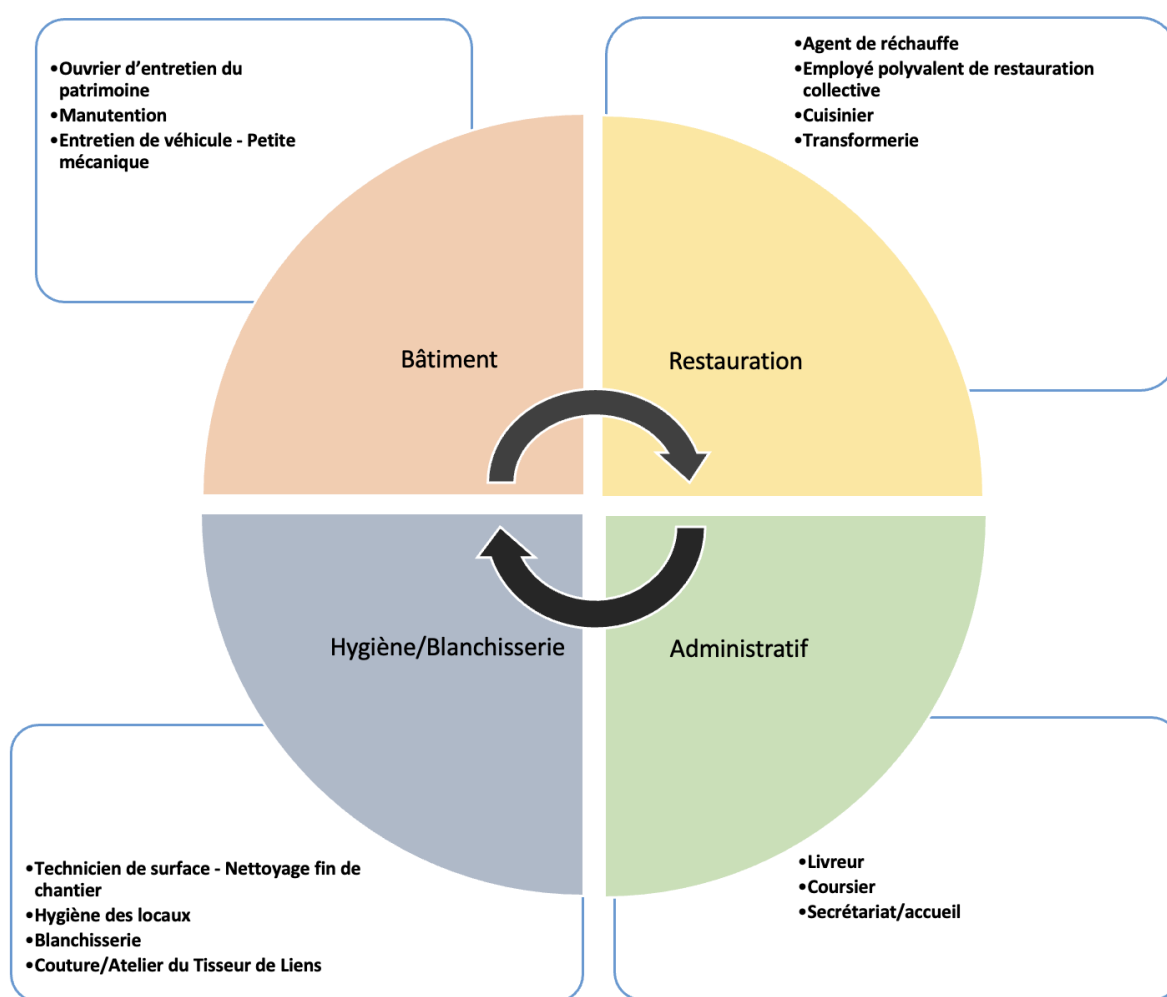 •Ouvrier d’entretien du
patrimoine
•Manutention
•Entretien de véhicule - Petite
mécanique
•Agent de réchauffe
•Employé polyvalent de restauration
collective
•Cuisinier
•Transformerie
Bâtiment
Restauration
Hygiène/Blanchisserie
Administratif
•Technicien de surface - Nettoyage fin de
chantier
•Hygiène des locaux
•Blanchisserie
•Couture/Atelier du Tisseur de Liens
•Livreur
•Coursier
•Secrétariat/accueil